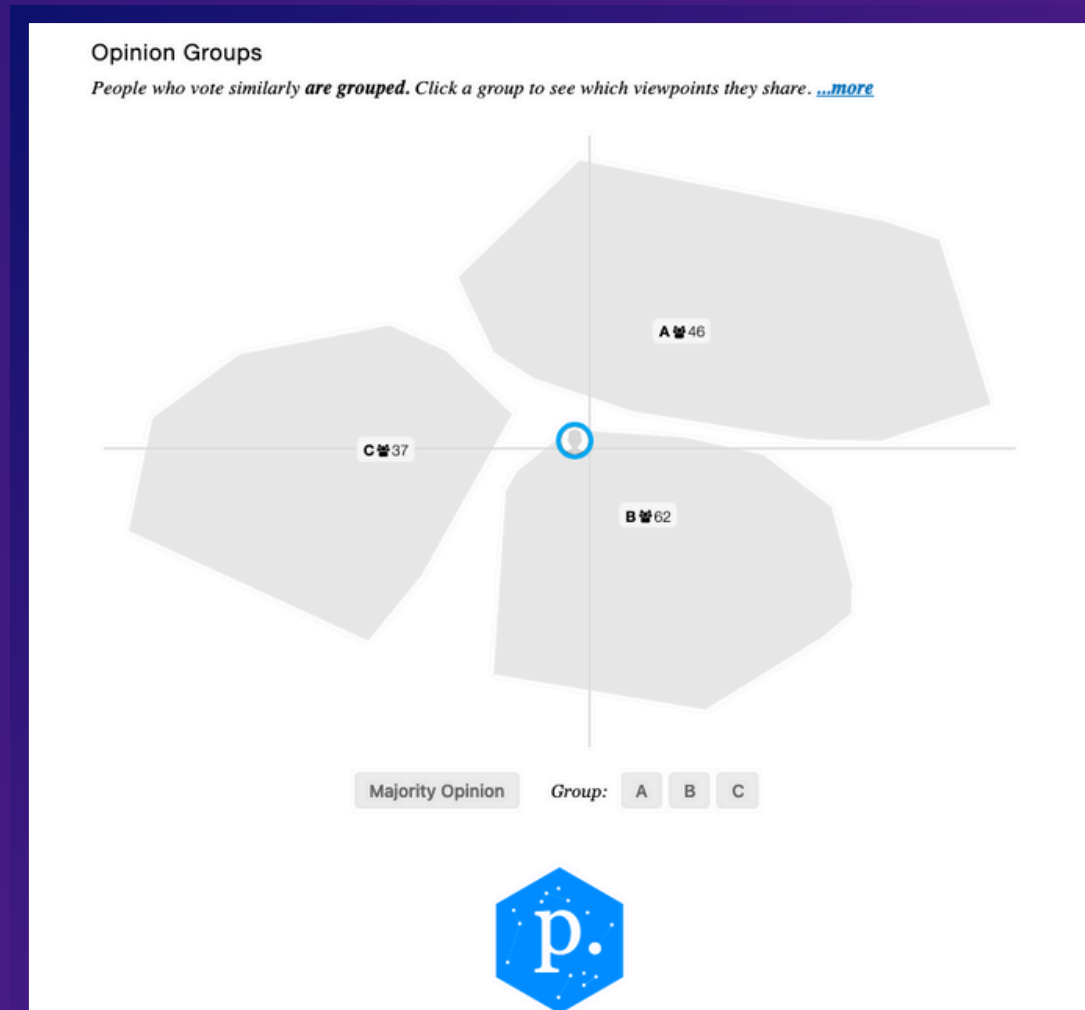 Opinion Groups
People who vote similarly are grouped. Click a group to see which viewpoints they share. ...more
A 46
C 37
B 62
Majority Opinion Group: A B C
p.